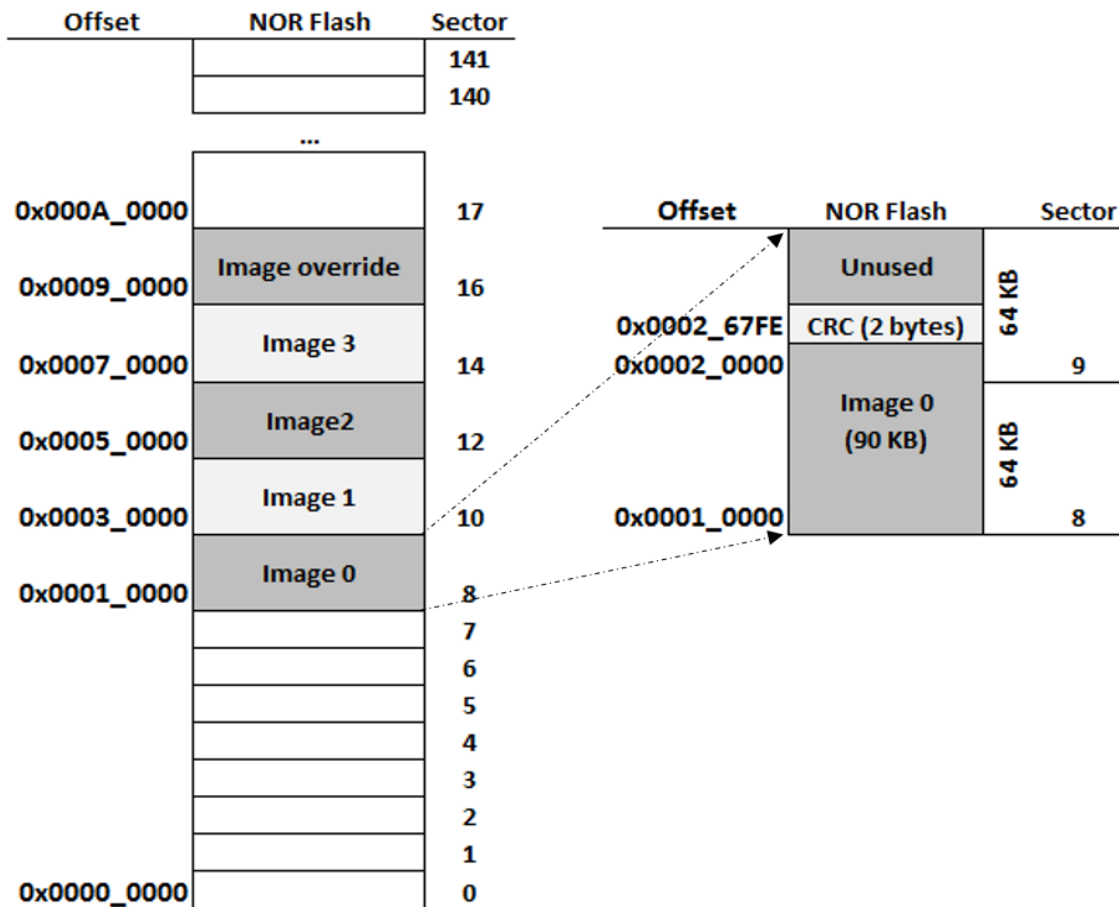 Offset NOR Flash Sector
141
140
...
0x000A_0000 17
Image override
0x0009_0000 16
Image 3
0x0007_0000 14
Image2
0x0005_0000 12
Image 1
0x0003_0000 10
Image 0
0x0001_0000 8
7
6
5
4
3
2
1
0x0000_0000 0
Offset NOR Flash Sector
Unused
64 KB
0x0002_67FE CRC (2 bytes)
0x0002_0000 9
Image 0
(90 KB)
64 KB
0x0001_0000 8